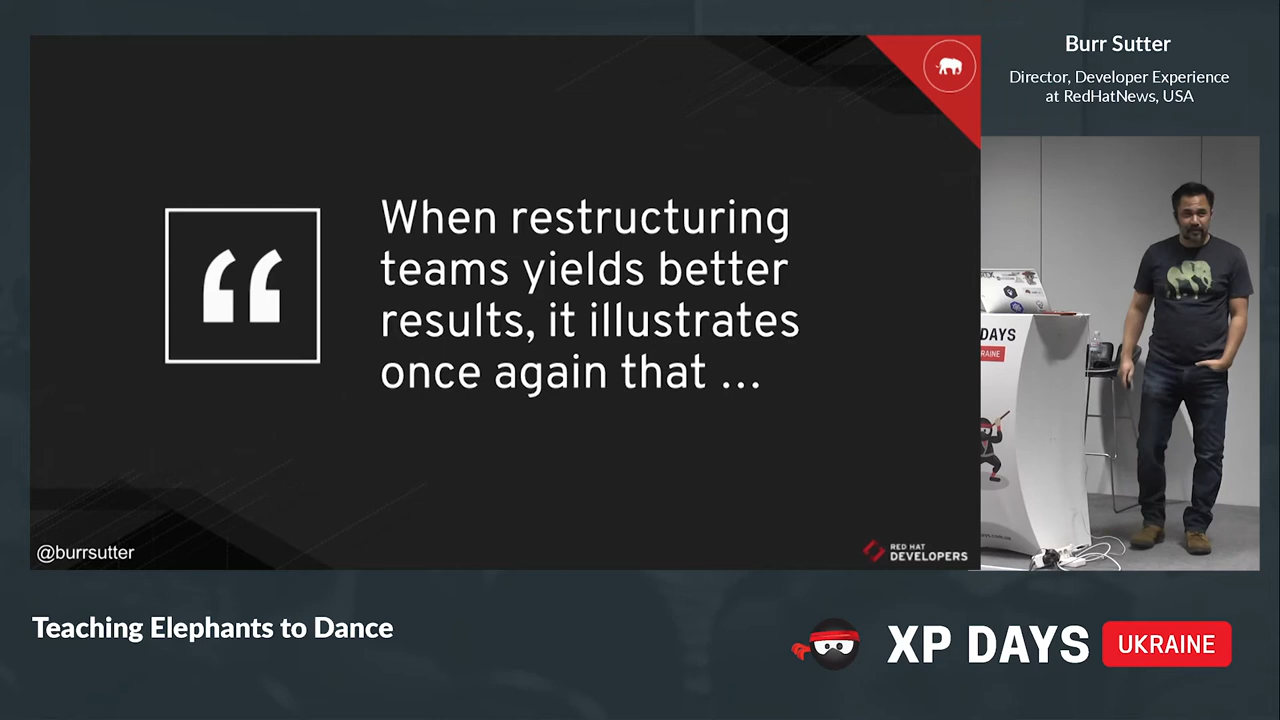 Burr Sutter
Director, Developer Experience
at RedHatNews, USA
“
When restructuring
teams yields better
results, it illustrates
once again that ...
@burrsutter
RED HAT
DEVELOPERS
DAYS
RAINE
Teaching Elephants to Dance
XP DAYS
UKRAINE